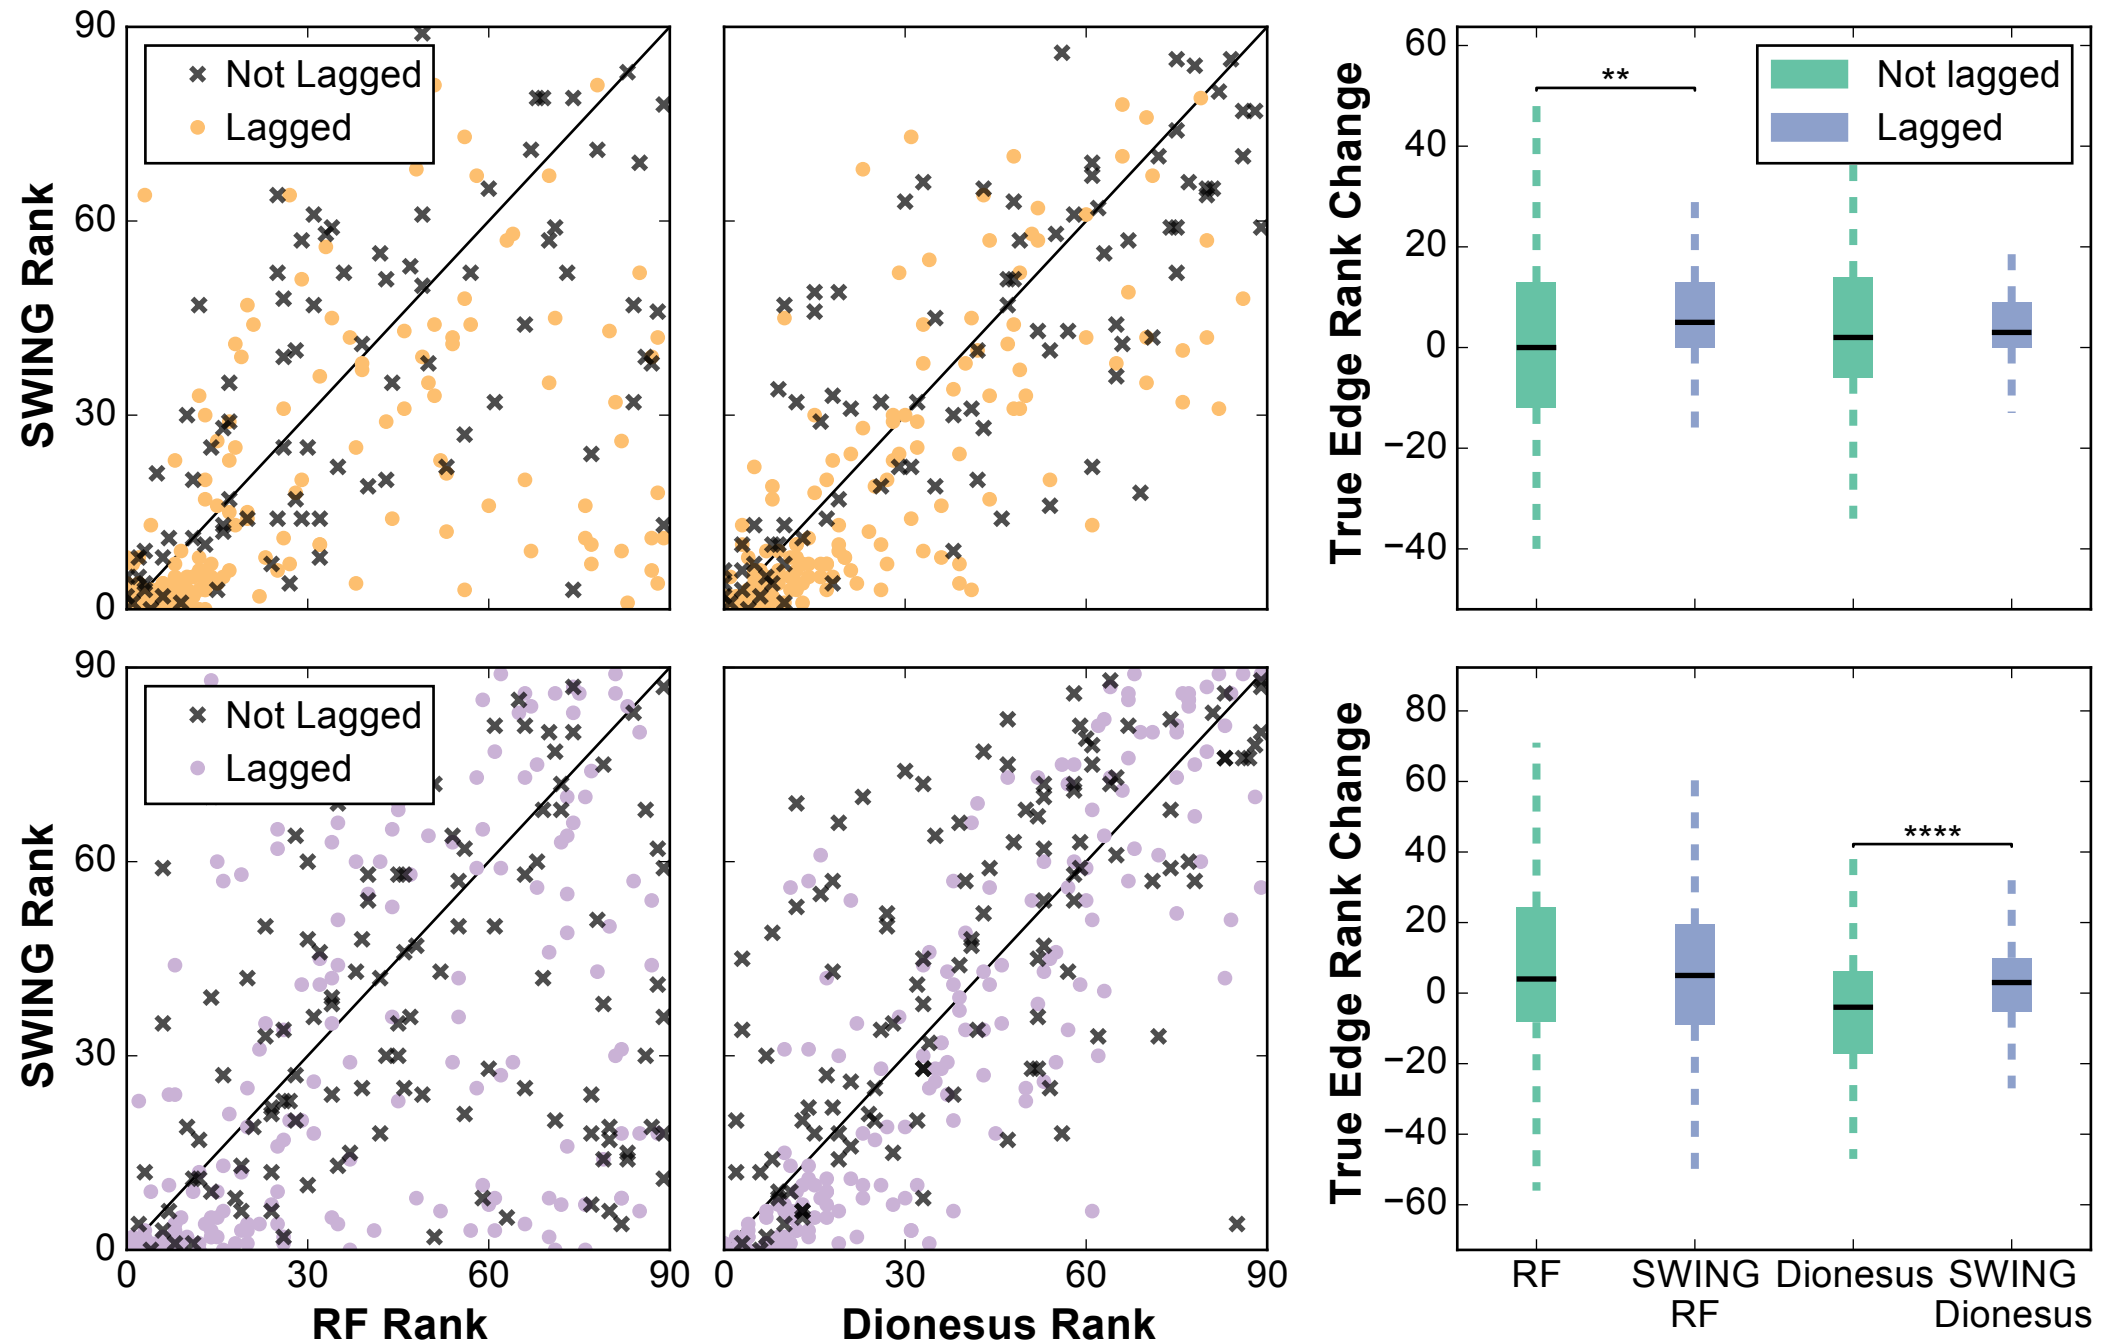 90
60
30
0
SWING Rank
Not Lagged
Lagged
60
40
20
0
−20
−40
True Edge Rank Change
**
Not lagged
Lagged
90
60
30
0
SWING Rank
Not Lagged
Lagged
0 30 60 90
RF Rank
0 30 60 90
Dionesus Rank
80
60
40
20
0
−20
−40
−60
True Edge Rank Change
****
RF SWING Dionesus SWING
RF Dionesus